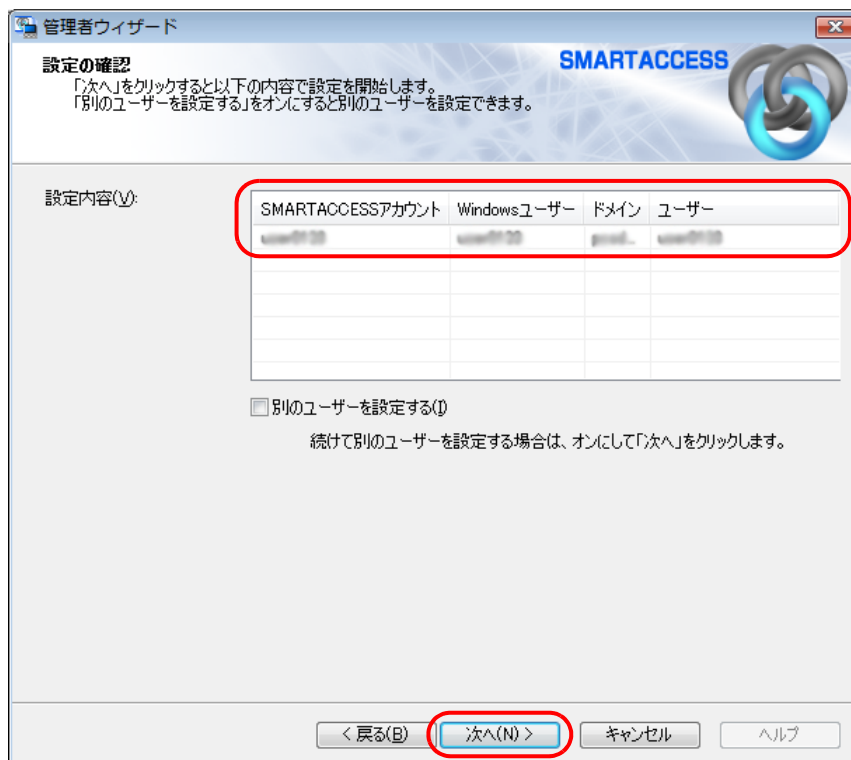 管理者ウィザード
設定の確認
「次へ」をクリックすると以下の内容で設定を開始します。
「別のユーザーを設定する」をオンにすると別のユーザーを設定できます。
SMARTACCESS
設定内容(V):
SMARTACCESSアカウント Windowsユーザー ドメイン ユーザー
別のユーザーを設定する(I)
続けて別のユーザーを設定する場合は、オンにして「次へ」をクリックします。
< 戻る(B) 次へ(N) > キャンセル ヘルプ